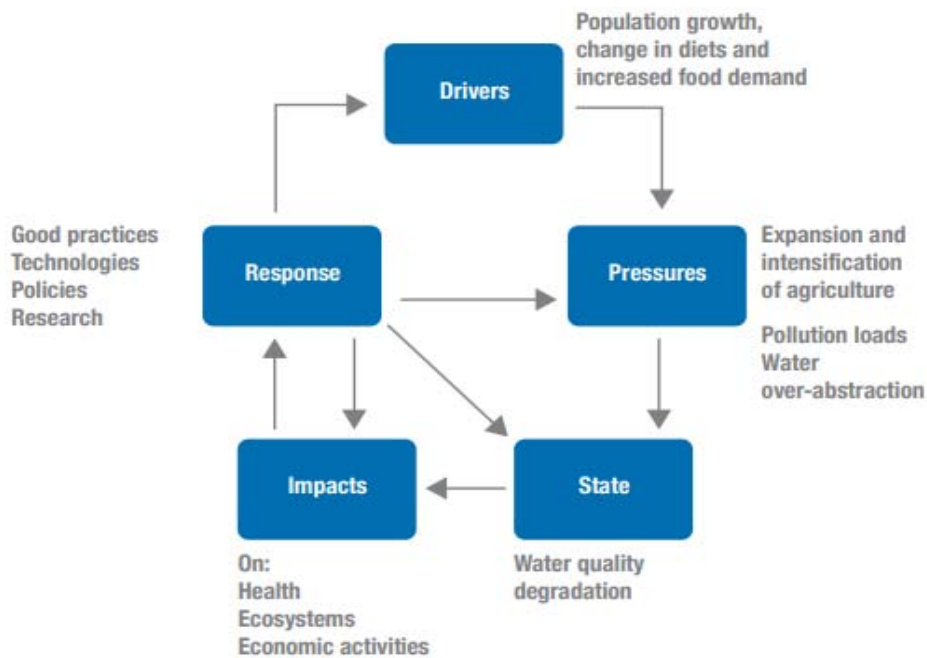 Population growth,
change in diets and
increased food demand
Drivers
Good practices
Technologies
Policies
Research
Response
Pressures
Expansion and
intensification
of agriculture
Pollution loads
Water
over-abstraction
Impacts
State
On:
Health
Ecosystems
Economic activities
Water quality
degradation